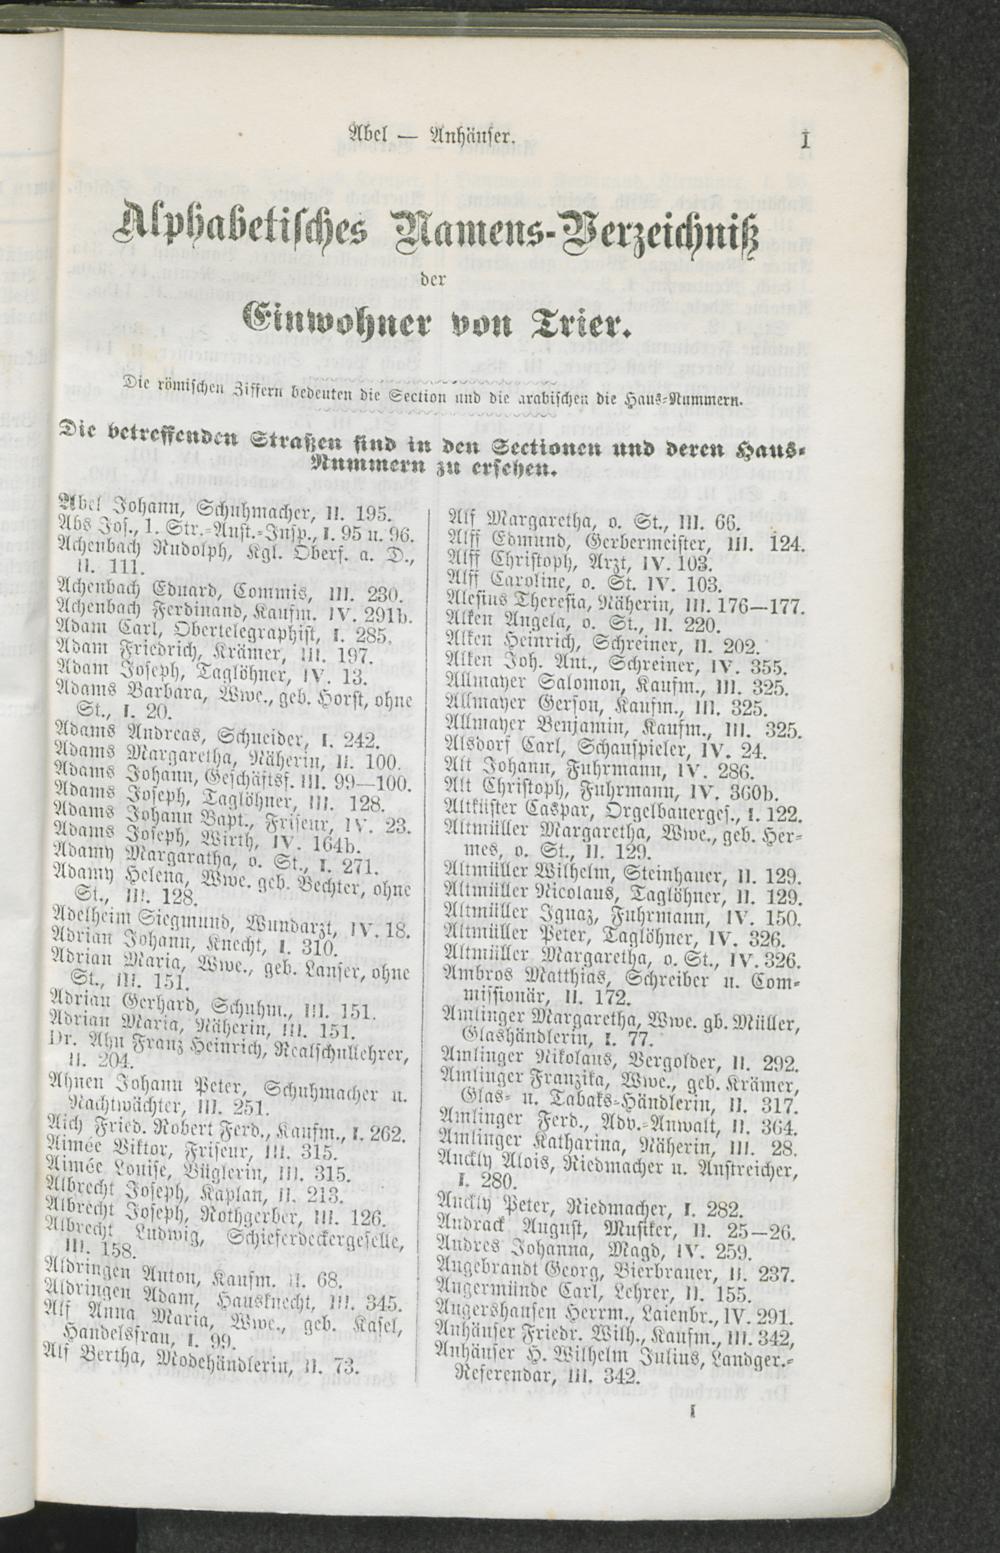 Abel — Anhäuser.
I
Alphabetisches Namens-Verzeichniß
der
Einwohner von Trier.
Die römischen Ziffern bedeuten die Section und die arabischen die Haus-Nummern.
Die betreffenden Straßen sind in den Sectionen und deren Haus-
Nummern zu ersehen.
Abel Johann, Schuhmacher, II. 195.
Abs Jos., 1. Str.-Anst.-Insp., I. 95 u. 96.
Achenbach Rudolph, Kgl. Obers. a. D.,
II. 111.
Achenbach Eduard, Commis, III. 230.
Achenbach Ferdinand, Kaufm. IV. 291b.
Adam Carl, Obertelegraphist, I. 285.
Adam Friedrich, Krämer, III. 197.
Adam Joseph, Taglöhner, IV. 13.
Adams Barbara, Wwe., geb. Horst, ohne
St., I. 20.
Adams Andreas, Schneider, I. 242.
Adams Margaretha, Näherin, II. 100.
Adams Johann, Geschäftsf. III. 99—100.
Adams Joseph, Taglöhner, III. 128.
Adams Johann Bapt., Friseur, IV. 23.
Adams Joseph, Wirth, IV. 164b.
Adamy Margaratha, o. St., I. 271.
Adamy Helena, Wwe. geb. Bechter, ohne
St., III. 128.
Adelheim Siegmund, Wundarzt, IV. 18.
Adrian Johann, Knecht, I. 310.
Adrian Maria, Wwe., geb. Lanser, ohne
St., III. 151.
Adrian Gerhard, Schuhm., III. 151.
Adrian Maria, Näherin, III. 151.
Dr. Ahn Franz Heinrich, Realschullehrer,
II. 204.
Ahnen Johann Peter, Schuhmacher u.
Nachtwächter, III. 251.
Aich Fried. Robert Ferd., Kaufm., I. 262.
Aimée Viktor, Friseur, III. 315.
Aimée Louise, Büglerin, III. 315.
Albrecht Joseph, Kaplan, II. 213.
Albrecht Joseph, Rothgerber, III. 126.
Albrecht Ludwig, Schieferdeckergeselle,
III. 158.
Aldringen Anton, Kaufm. II. 68.
Aldringen Adam, Hausknecht, III. 345.
Alf Anna Maria, Wwe., geb. Kasel,
Handelsfrau, I. 99.
Alf Bertha, Modehändlerin, II. 73.
Alf Margaretha, o. St., III. 66.
Alff Edmund, Gerbermeister, III. 124.
Alff Christoph, Arzt, IV. 103.
Alff Caroline, o. St. IV. 103.
Alesius Theresia, Näherin, III. 176—177.
Alken Angela, o. St., II. 220.
Alken Heinrich, Schreiner, II. 202.
Alken Joh. Ant., Schreiner, IV. 355.
Allmayer Salomon, Kaufm., III. 325.
Allmayer Gerson, Kaufm., III. 325.
Allmayer Benjamin, Kaufm., III. 325.
Alsdorf Carl, Schauspieler, IV. 24.
Alt Johann, Fuhrmann, IV. 286.
Alt Christoph, Fuhrmann, IV. 360b.
Altküster Caspar, Orgelbauerges., I. 122.
Altmüller Margaretha, Wwe., geb. Her-
mes, o. St., II. 129.
Altmüller Wilhelm, Steinhauer, II. 129.
Altmüller Nicolaus, Taglöhner, II. 129.
Altmüller Ignaz, Fuhrmann, IV. 150.
Altmüller Peter, Taglöhner, IV. 326.
Altmüller Margaretha, o. St., IV. 326.
Ambros Matthias, Schreiber u. Com-
missionär, II. 172.
Amlinger Margaretha, Wwe. gb. Müller,
Glashändlerin, I. 77.
Amlinger Nikolaus, Vergolder, II. 292.
Amlinger Franzika, Wwe., geb. Krämer,
Glas- u. Tabaks-Händlerin, II. 317.
Amlinger Ferd., Adv.-Anwalt, II. 364.
Amlinger Katharina, Näherin, III. 28.
Anckly Alois, Riedmacher u. Anstreicher,
I. 280.
Anckly Peter, Riedmacher, I. 282.
Andrack August, Musiker, II. 25—26.
Andres Johanna, Magd, IV. 259.
Angebrandt Georg, Bierbrauer, II. 237.
Angermünde Carl, Lehrer, II. 155.
Angershausen Herrm., Laienbr., IV 291.
Anhäuser Friedr. Wilh., Kaufm., III. 342,
Anhäuser H. Wilhelm Julius, Landger.-
Referendar, III. 342.
I